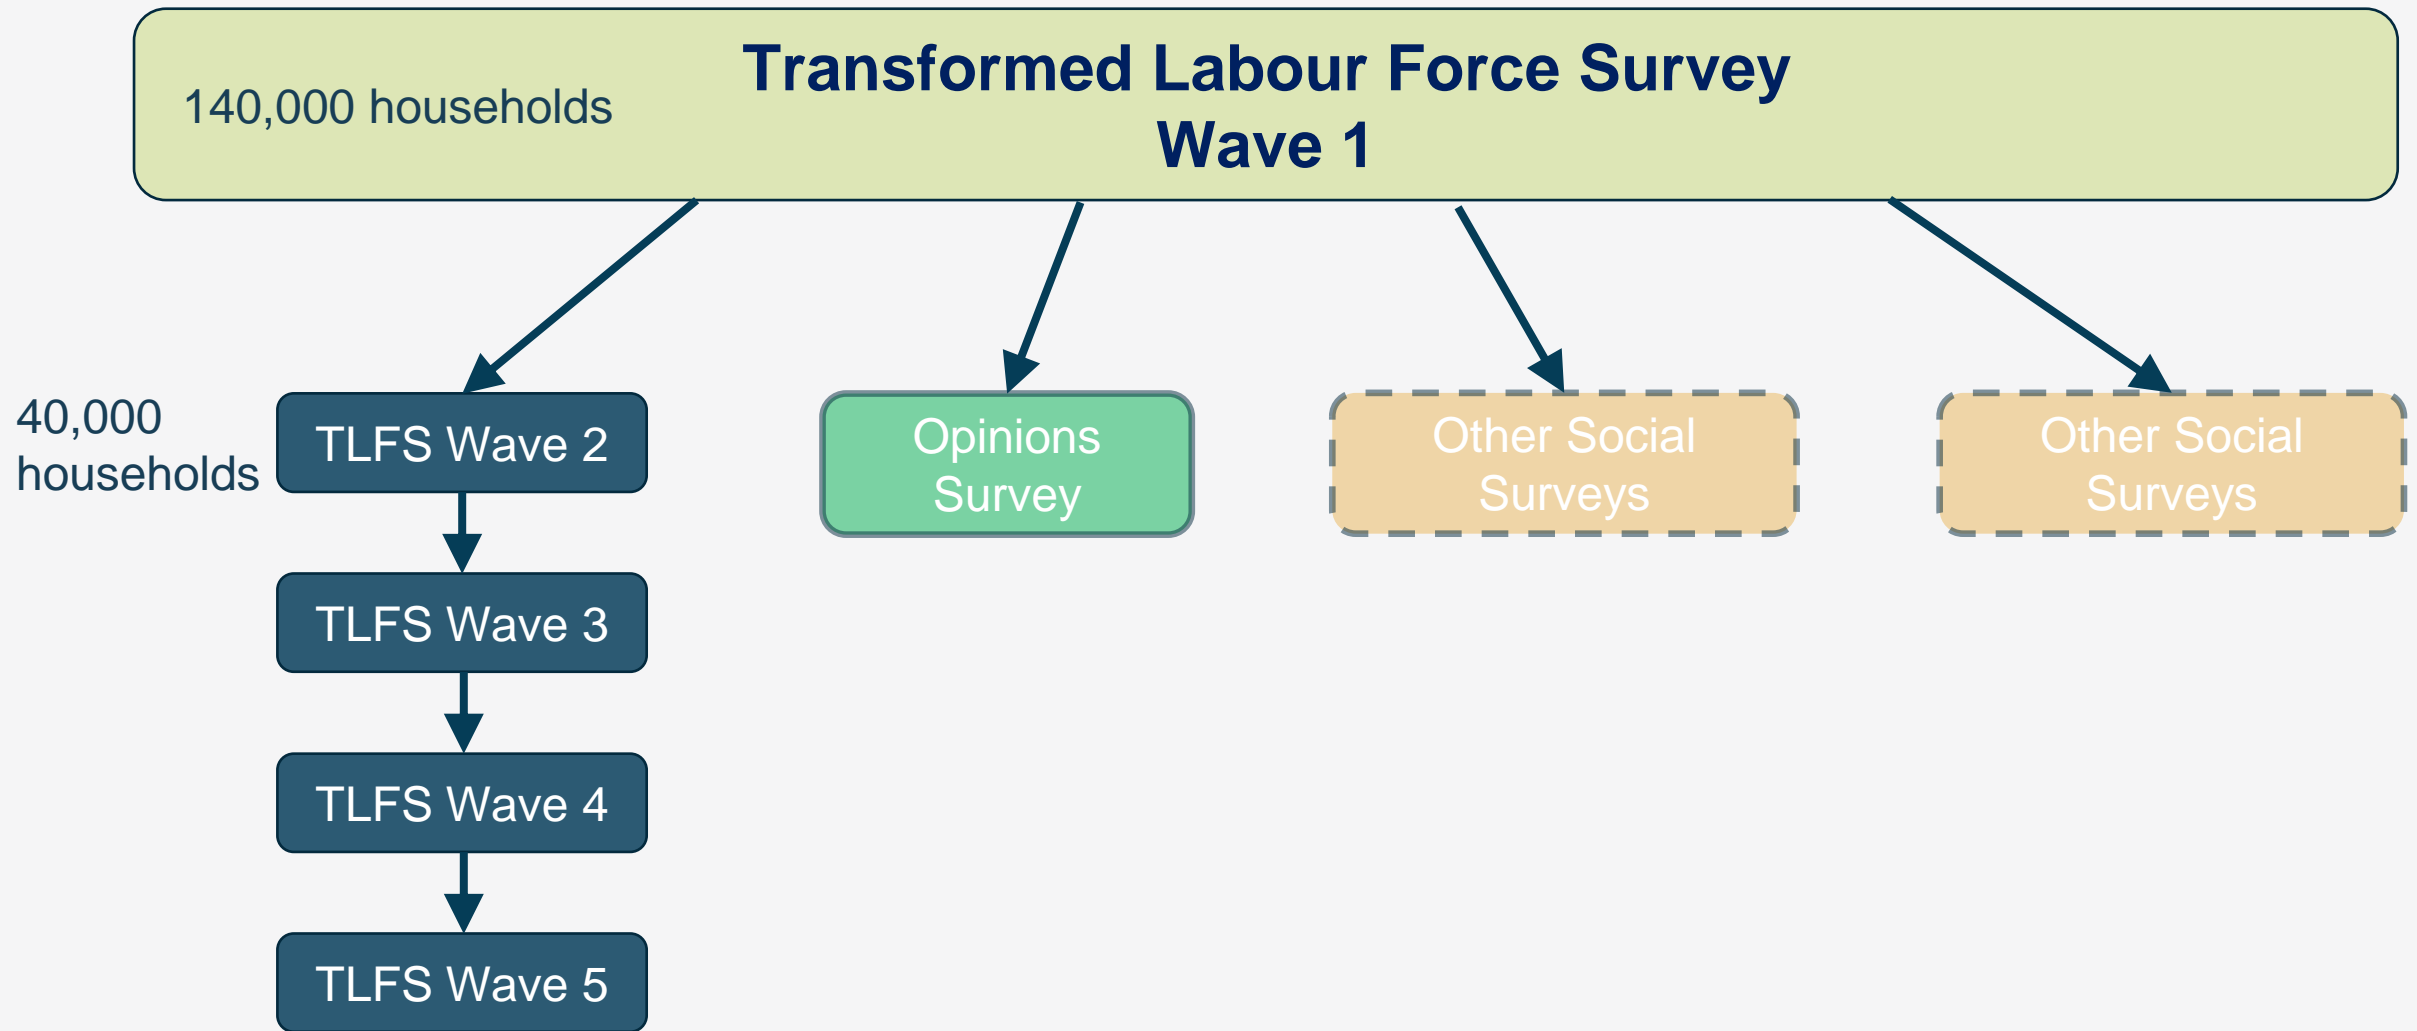 140,000 households
Transformed Labour Force Survey
Wave 1
40,000
households
TLFS Wave 2
Opinions
Survey
Other Social
Surveys
Other Social
Surveys
TLFS Wave 3
TLFS Wave 4
TLFS Wave 5